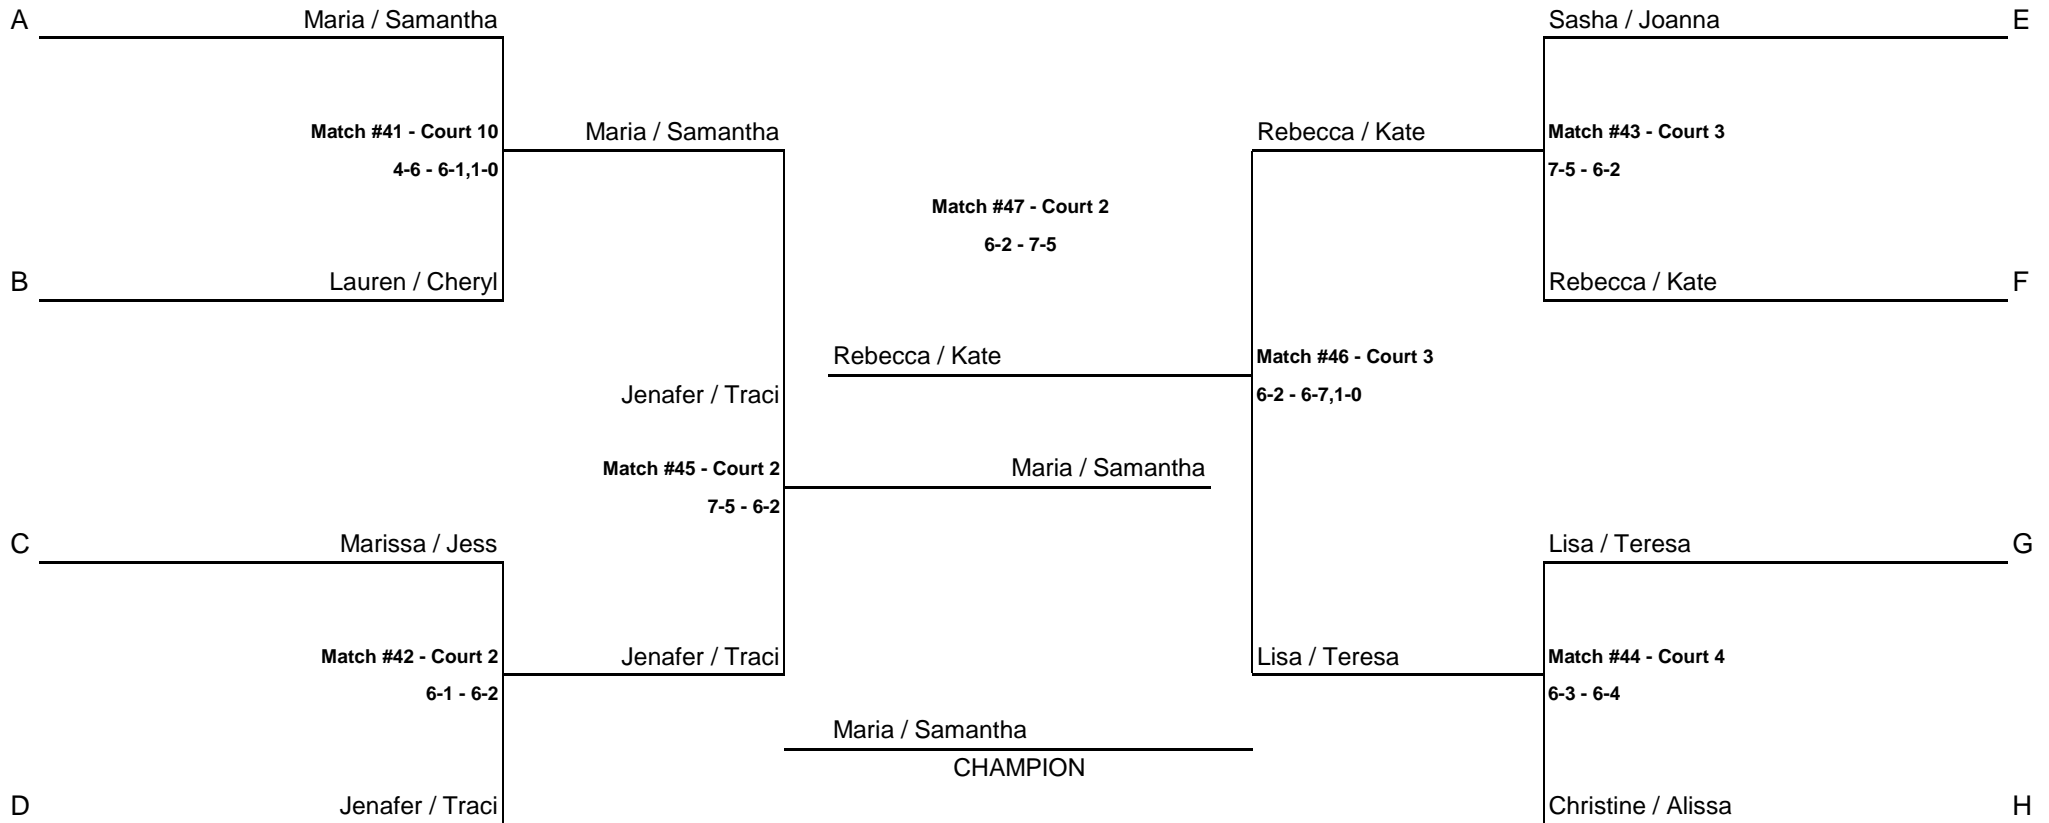 A Maria / Samantha Sasha / Joanna E
Match #41 - Court 10 Maria / Samantha Rebecca / Kate Match #43 - Court 3
4-6 - 6-1,1-0 7-5 - 6-2
Match #47 - Court 2
6-2 - 7-5
B Lauren / Cheryl Rebecca / Kate F
Rebecca / Kate Match #46 - Court 3
Jenafer / Traci 6-2 - 6-7,1-0
Match #45 - Court 2 Maria / Samantha
7-5 - 6-2
C Marissa / Jess Lisa / Teresa G
Match #42 - Court 2 Jenafer / Traci Lisa / Teresa Match #44 - Court 4
6-1 - 6-2 6-3 - 6-4
Maria / Samantha
CHAMPION
D Jenafer / Traci Christine / Alissa H